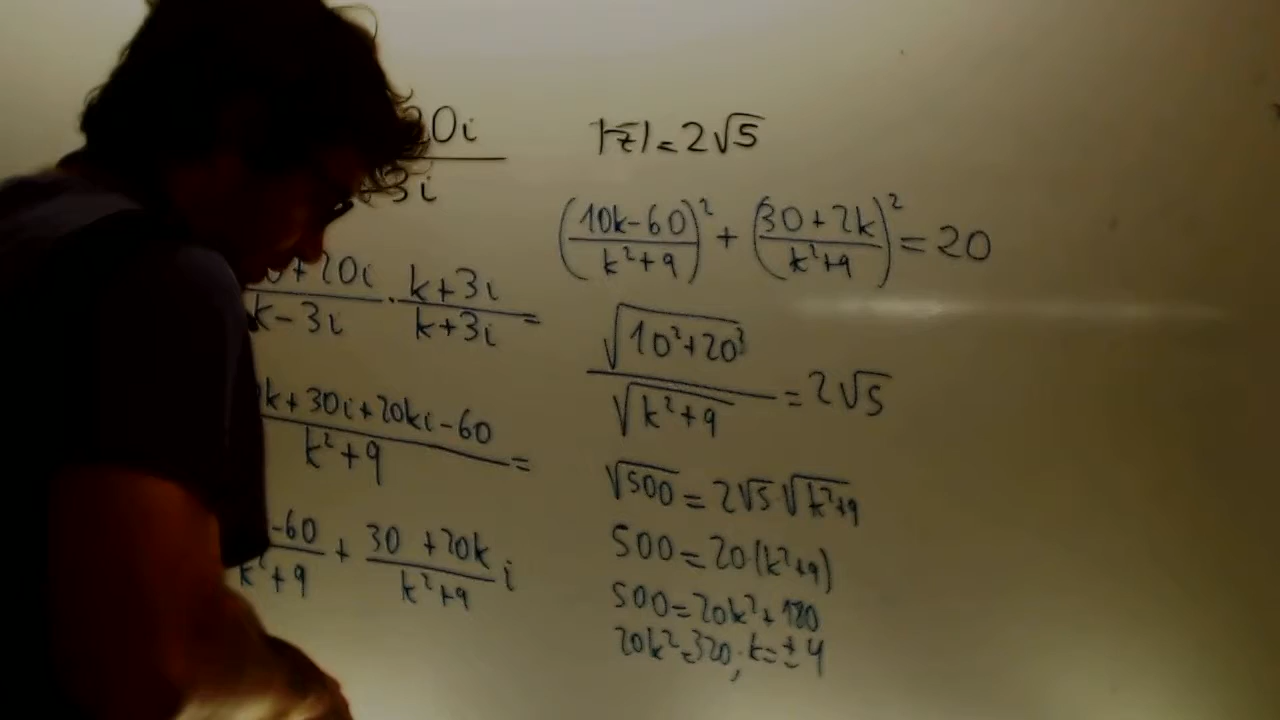 20i
3i
+20i / k-3i · k+3i / k+3i =
k+30i+20ki-60 / k²+9 =
-60 / k²+9 + 30 +20k / k²+9 i
|z| = 2√5
(10k-60 / k²+9)² + (30+2k / k²+9)² = 20
√10²+20² / √k²+9 = 2√5
√500 = 2√5·√k²+9
500 = 20(k²+9)
500=20k²+180
20k²=320; k=±4